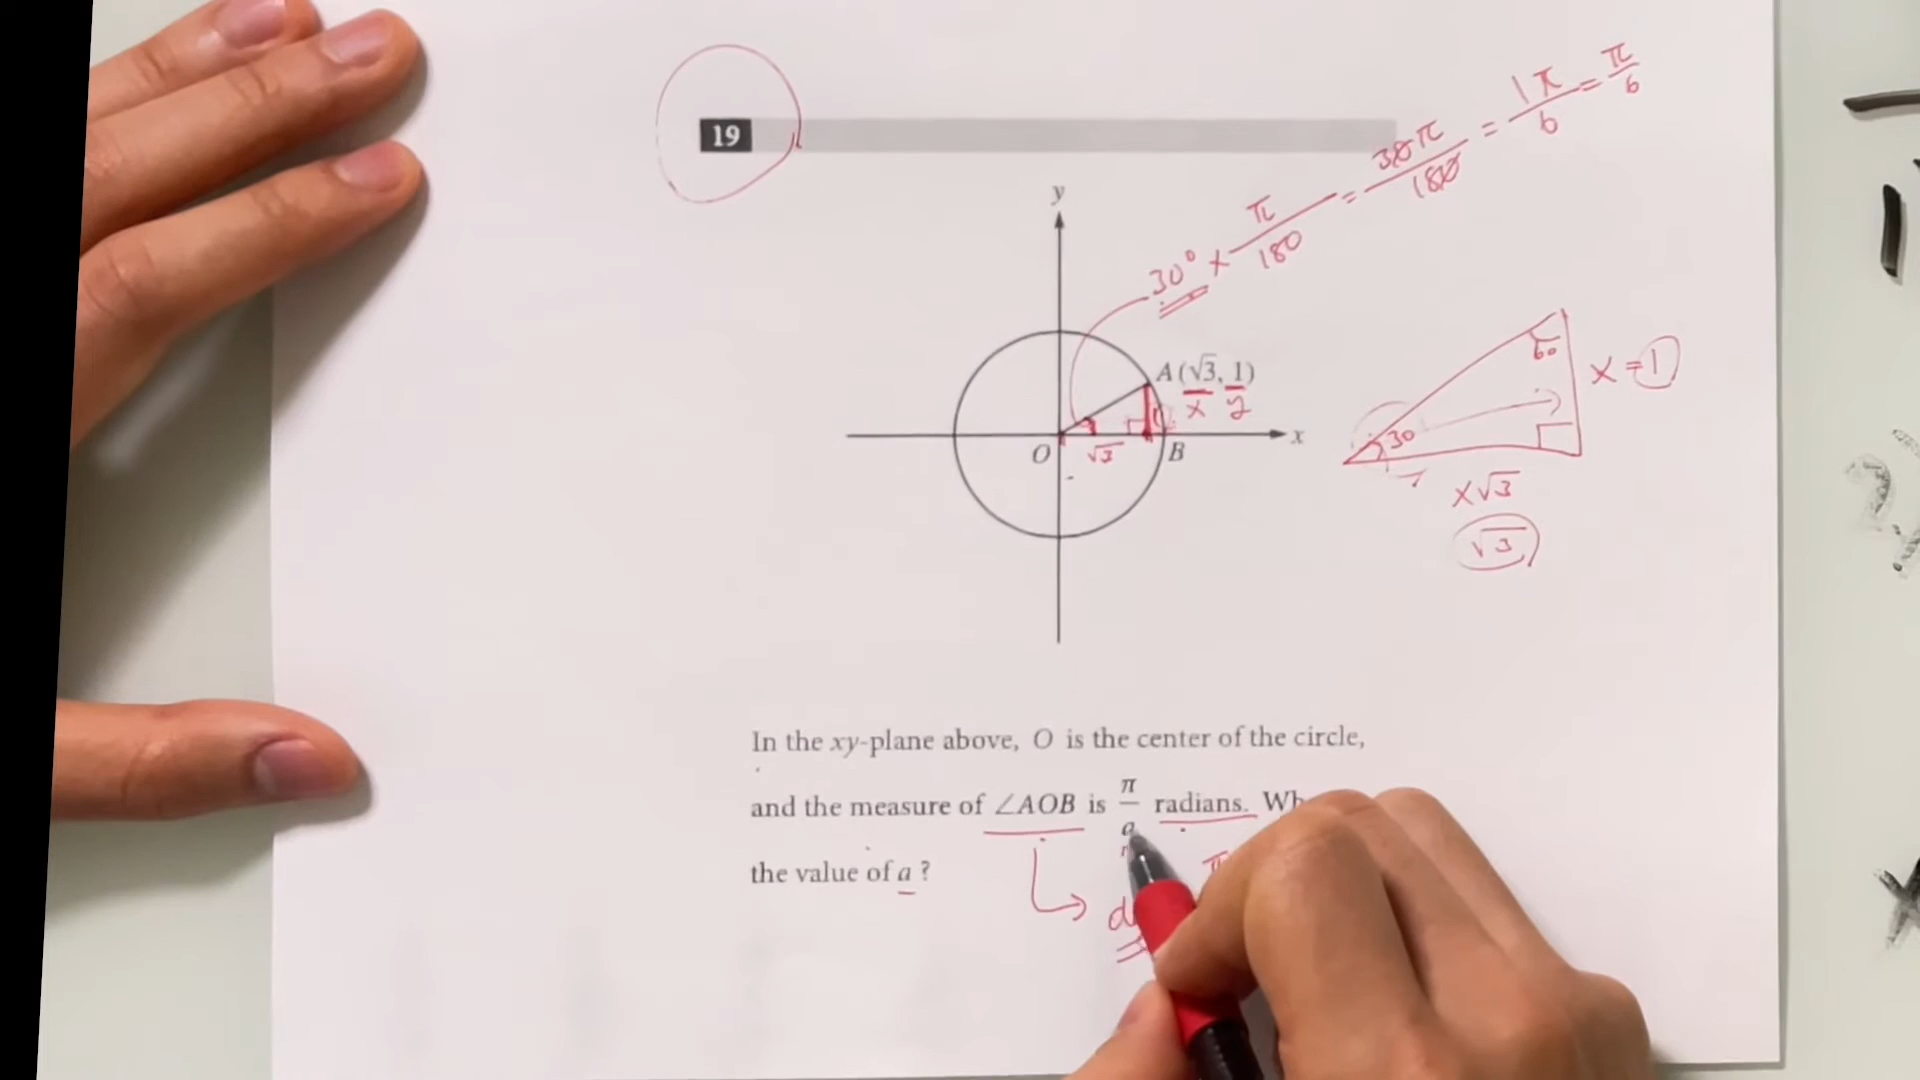 19
30° × π/180 = 30π/180 = 1π/6 = π/6
y
A (√3, 1)
x y
60
x = 1
30
x
O
√3
B
x√3
√3
In the xy-plane above, O is the center of the circle,
and the measure of ∠AOB is π/a radians.
the value of a ?
π